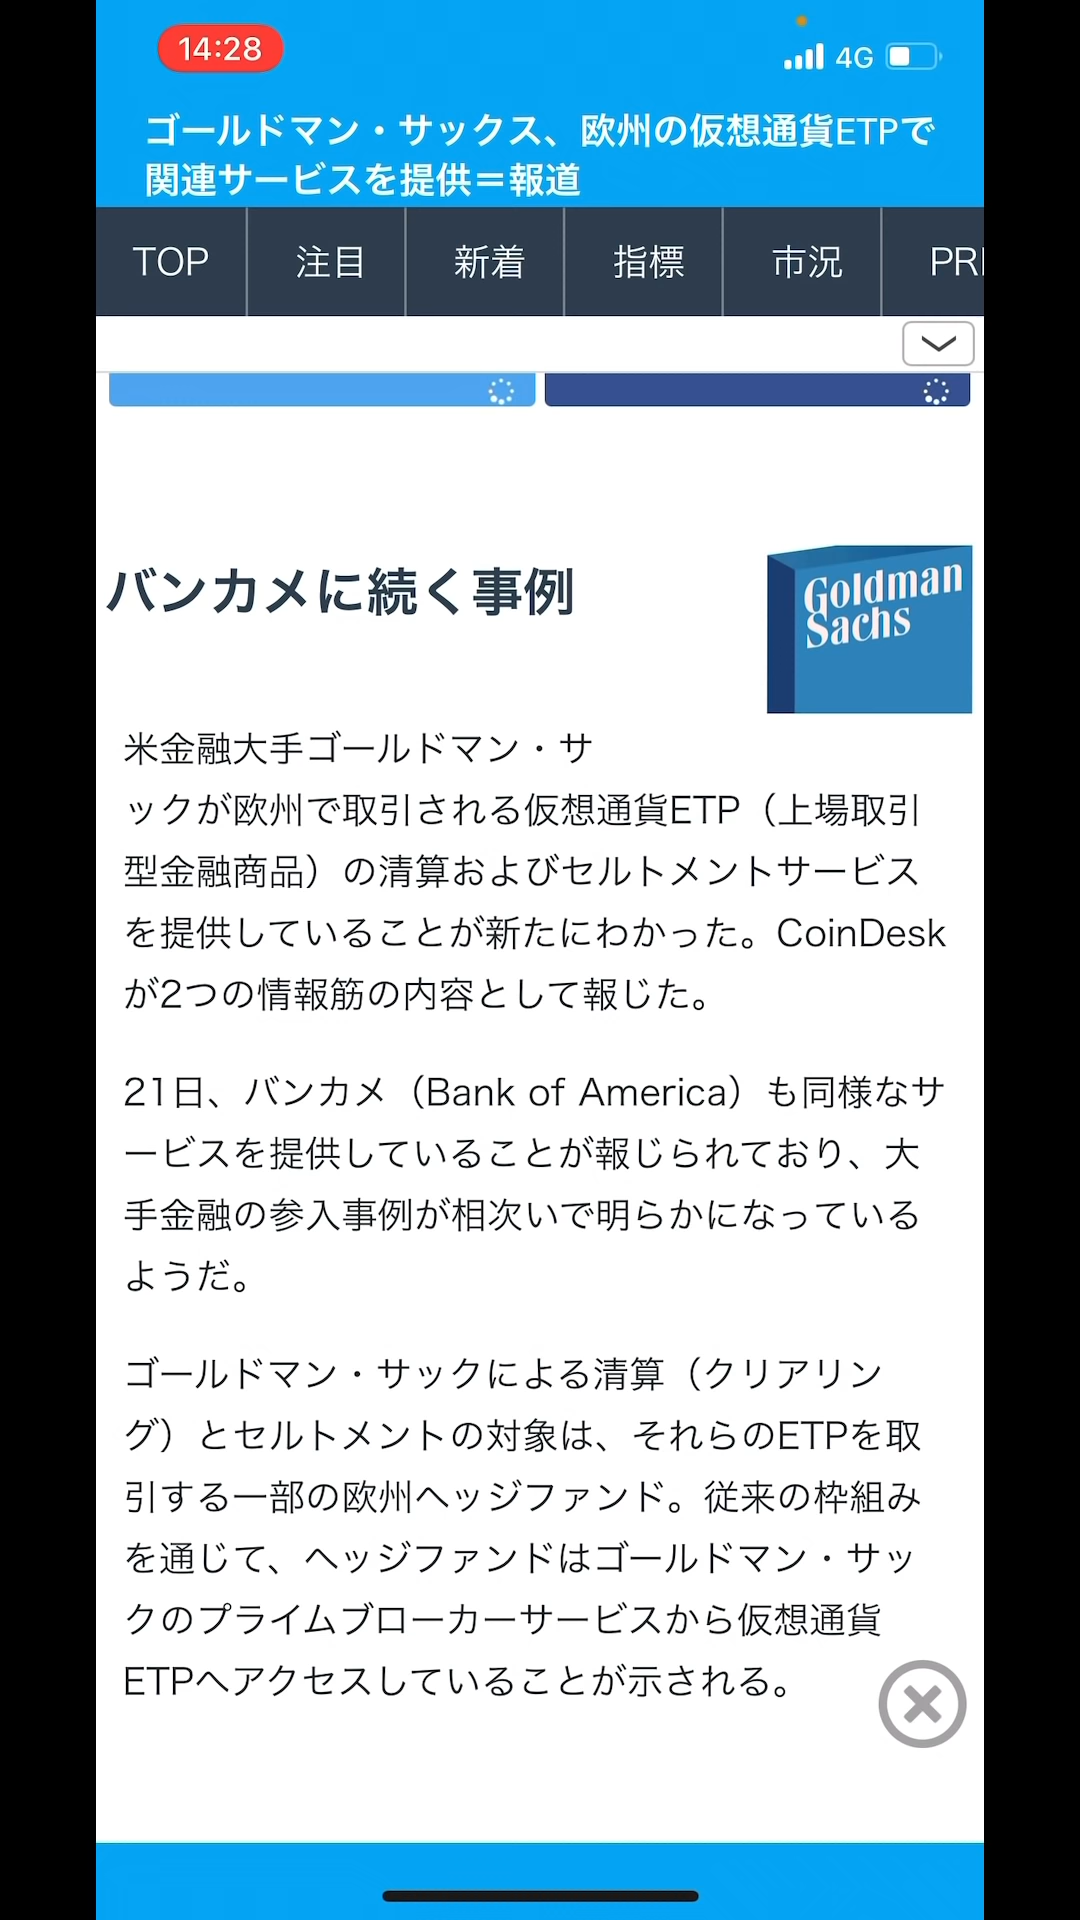 14:28
4G
ゴールドマン・サックス、欧州の仮想通貨ETPで
関連サービスを提供＝報道
TOP 注目 新着 指標 市況 PR
バンカメに続く事例
Goldman
Sachs
米金融大手ゴールドマン・サ
ックが欧州で取引される仮想通貨ETP（上場取引
型金融商品）の清算およびセルトメントサービス
を提供していることが新たにわかった。CoinDesk
が2つの情報筋の内容として報じた。
21日、バンカメ（Bank of America）も同様なサ
ービスを提供していることが報じられており、大
手金融の参入事例が相次いで明らかになっている
ようだ。
ゴールドマン・サックによる清算（クリアリン
グ）とセルトメントの対象は、それらのETPを取
引する一部の欧州ヘッジファンド。従来の枠組み
を通じて、ヘッジファンドはゴールドマン・サッ
クのプライムブローカーサービスから仮想通貨
ETPへアクセスしていることが示される。